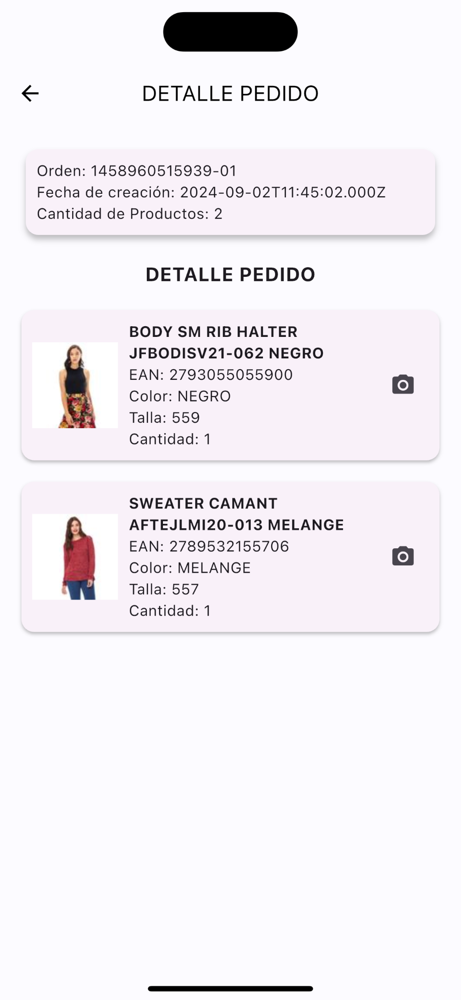 DETALLE PEDIDO
Orden: 1458960515939-01
Fecha de creación: 2024-09-02T11:45:02.000Z
Cantidad de Productos: 2
DETALLE PEDIDO
BODY SM RIB HALTER
JFBODISV21-062 NEGRO
EAN: 2793055055900
Color: NEGRO
Talla: 559
Cantidad: 1
SWEATER CAMANT
AFTEJLMI20-013 MELANGE
EAN: 2789532155706
Color: MELANGE
Talla: 557
Cantidad: 1